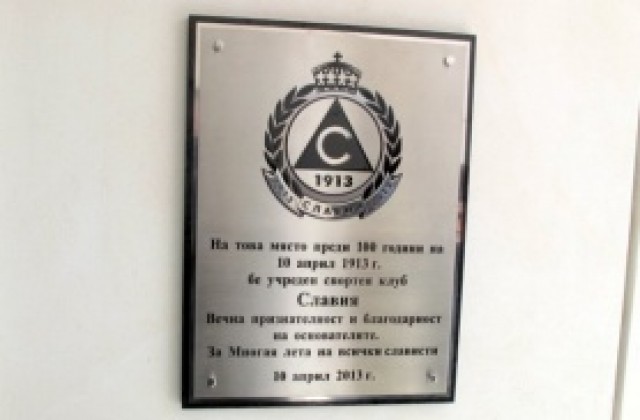 С
1913
СЛАВИЯ
На това място преди 100 години на
10 април 1913 г.
бе учреден спортен клуб
Славия
Вечна признателност и благодарност
на основателите.
За Многая лета на всички слависти
10 април 2013 г.